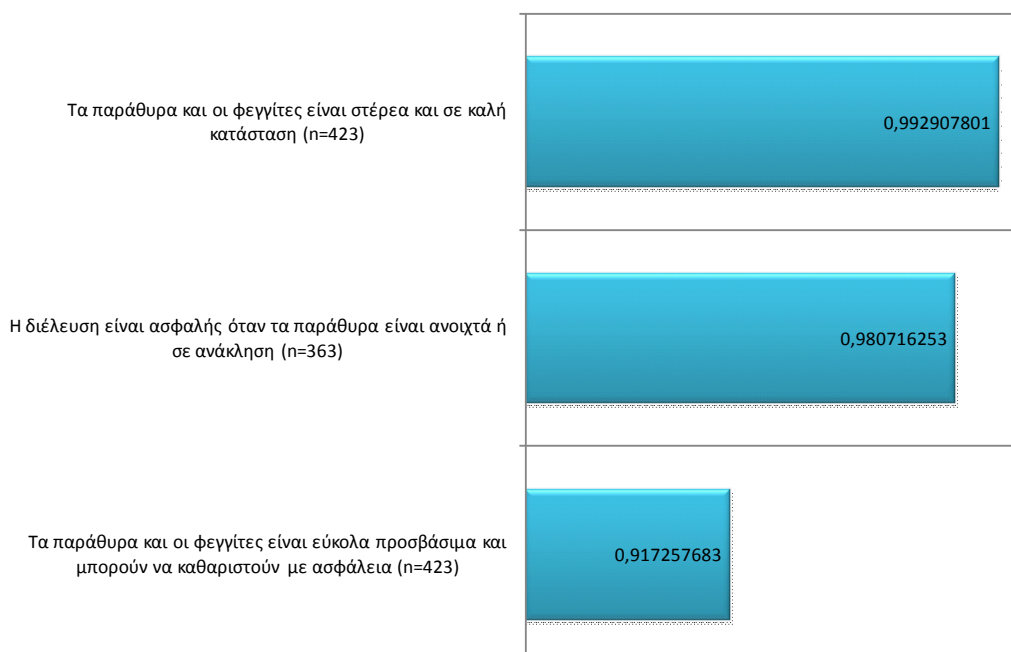 Τα παράθυρα και οι φεγγίτες είναι στέρεα και σε καλή
κατάσταση (n=423)
0,992907801
Η διέλευση είναι ασφαλής όταν τα παράθυρα είναι ανοιχτά ή
σε ανάκληση (n=363)
0,980716253
Τα παράθυρα και οι φεγγίτες είναι εύκολα προσβάσιμα και
μπορούν να καθαριστούν με ασφάλεια (n=423)
0,917257683